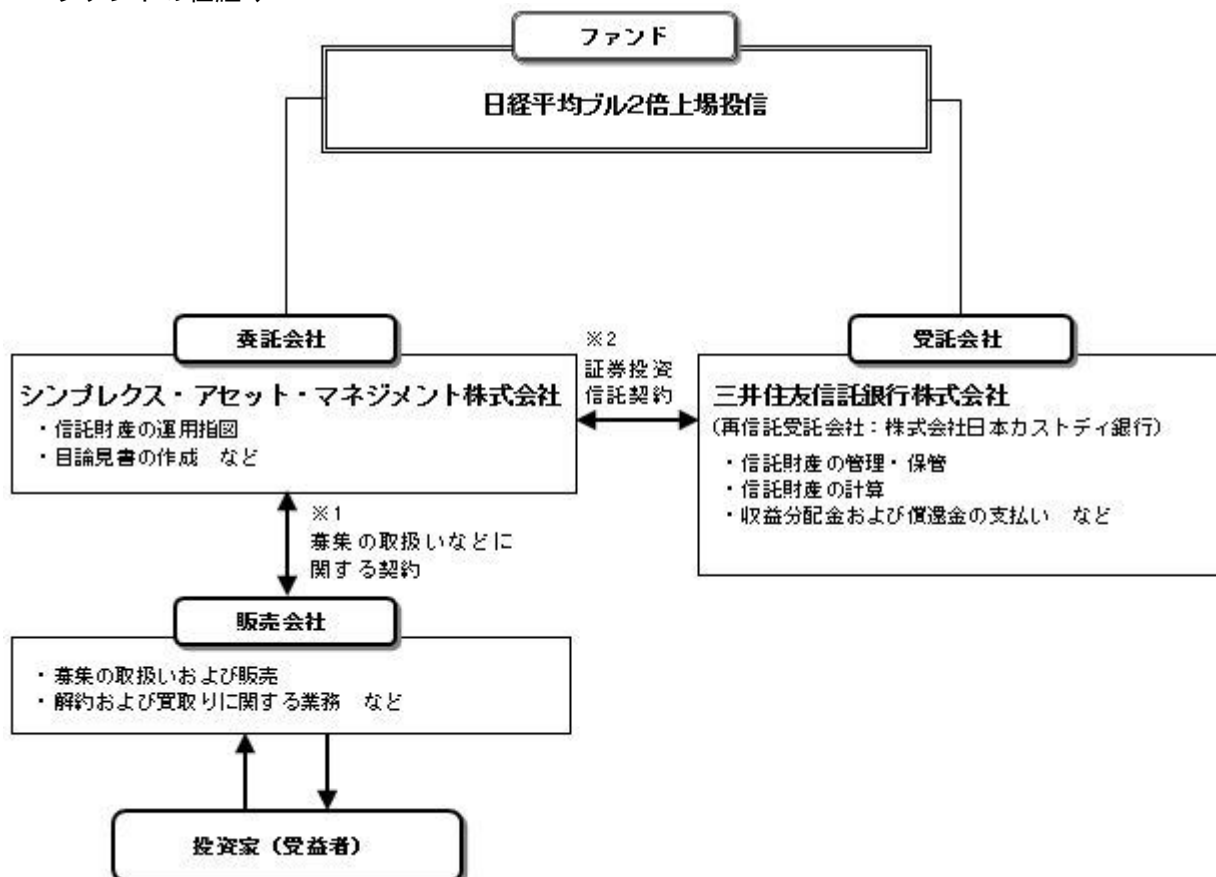 ファンド
日経平均ブル2倍上場投信
委託会社
シンプレクス・アセット・マネジメント株式会社
・信託財産の運用指図
・目論見書の作成 など
※2
証券投資
信託契約
受託会社
三井住友信託銀行株式会社
(再信託受託会社：株式会社日本カストディ銀行)
・信託財産の管理・保管
・信託財産の計算
・収益分配金および償還金の支払い など
※1
募集の取扱いなどに
関する契約
販売会社
・募集の取扱いおよび販売
・解約および買取りに関する業務 など
投資家（受益者）